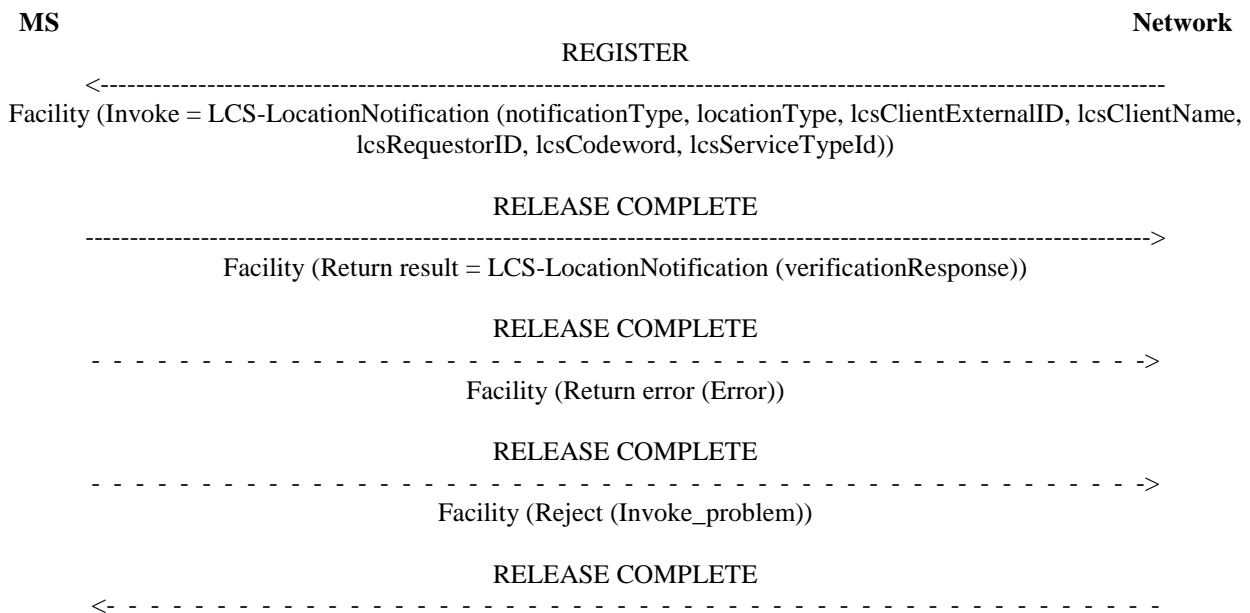 MS Network
REGISTER
<------------------------------------------------------------------------------------------------------------------------
Facility (Invoke = LCS-LocationNotification (notificationType, locationType, lcsClientExternalID, lcsClientName,
lcsRequestorID, lcsCodeword, lcsServiceTypeId))
RELEASE COMPLETE
------------------------------------------------------------------------------------------------------------------------>
Facility (Return result = LCS-LocationNotification (verificationResponse))
RELEASE COMPLETE
- - - - - - - - - - - - - - - - - - - - - - - - - - - - - - - - - - - - - - - - - - - - - - - - ->
Facility (Return error (Error))
RELEASE COMPLETE
- - - - - - - - - - - - - - - - - - - - - - - - - - - - - - - - - - - - - - - - - - - - - - - - ->
Facility (Reject (Invoke_problem))
RELEASE COMPLETE
<- - - - - - - - - - - - - - - - - - - - - - - - - - - - - - - - - - - - - - - - - - - - - - - - -